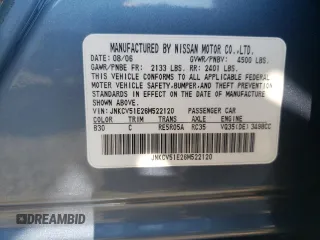 MANUFACTURED BY NISSAN MOTOR CO.,LTD.
DATE: 08/06 GVWR/PNBV: 4500 LBS.
GAWR/PNBE FR: 2133 LBS. RR: 2401 LBS.
THIS VEHICLE CONFORMS TO ALL APPLICABLE FEDERAL
MOTOR VEHICLE SAFETY,BUMPER,AND THEFT PREVENTION
STANDARDS IN EFFECT ON THE DATE OF
MANUFACTURE SHOWN ABOVE.
VIN: JNKCV51E26M522120 PASSENGER CAR
COLOR TRIM TRANS AXLE ENGINE
B30 C RE5R05A RC35 VQ35(DE) 3498CC
JNKCV51E26M522120